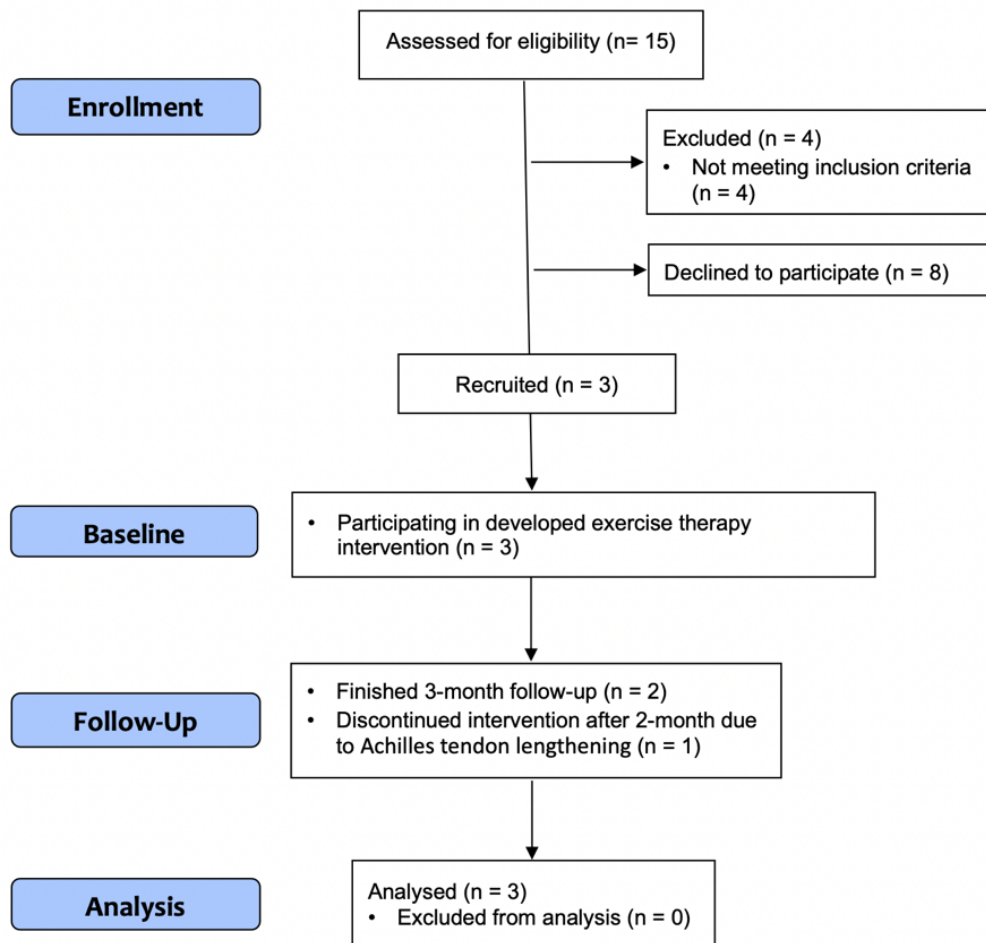 Assessed for eligibility (n= 15)
Enrollment
Excluded (n = 4)
• Not meeting inclusion criteria
(n = 4)
Declined to participate (n = 8)
Recruited (n = 3)
Baseline
• Participating in developed exercise therapy
intervention (n = 3)
Follow-Up
• Finished 3-month follow-up (n = 2)
• Discontinued intervention after 2-month due
to Achilles tendon lengthening (n = 1)
Analysis
Analysed (n = 3)
• Excluded from analysis (n = 0)